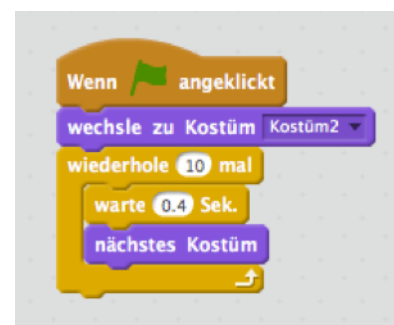 Wenn angeklickt
wechsle zu Kostüm Kostüm2
wiederhole 10 mal
warte 0.4 Sek.
nächstes Kostüm